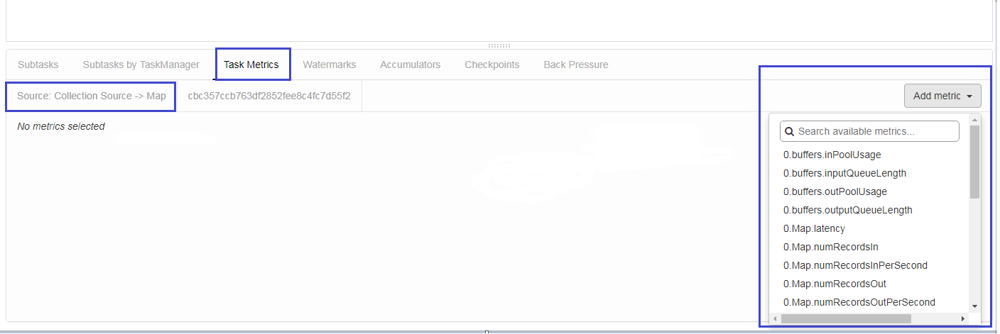 Subtasks Subtasks by TaskManager Task Metrics Watermarks Accumulators Checkpoints Back Pressure
Source: Collection Source -> Map cbc357ccb763df2852fee8c4fc7d55f2 Add metric
No metrics selected
Search available metrics...
0.buffers.inPoolUsage
0.buffers.inputQueueLength
0.buffers.outPoolUsage
0.buffers.outputQueueLength
0.Map.latency
0.Map.numRecordsIn
0.Map.numRecordsInPerSecond
0.Map.numRecordsOut
0.Map.numRecordsOutPerSecond